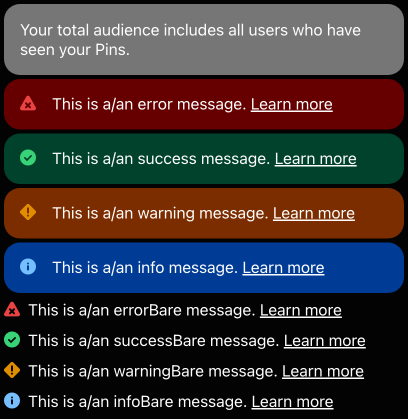 Your total audience includes all users who have
seen your Pins.
This is a/an error message. Learn more
This is a/an success message. Learn more
This is a/an warning message. Learn more
This is a/an info message. Learn more
This is a/an errorBare message. Learn more
This is a/an successBare message. Learn more
This is a/an warningBare message. Learn more
This is a/an infoBare message. Learn more